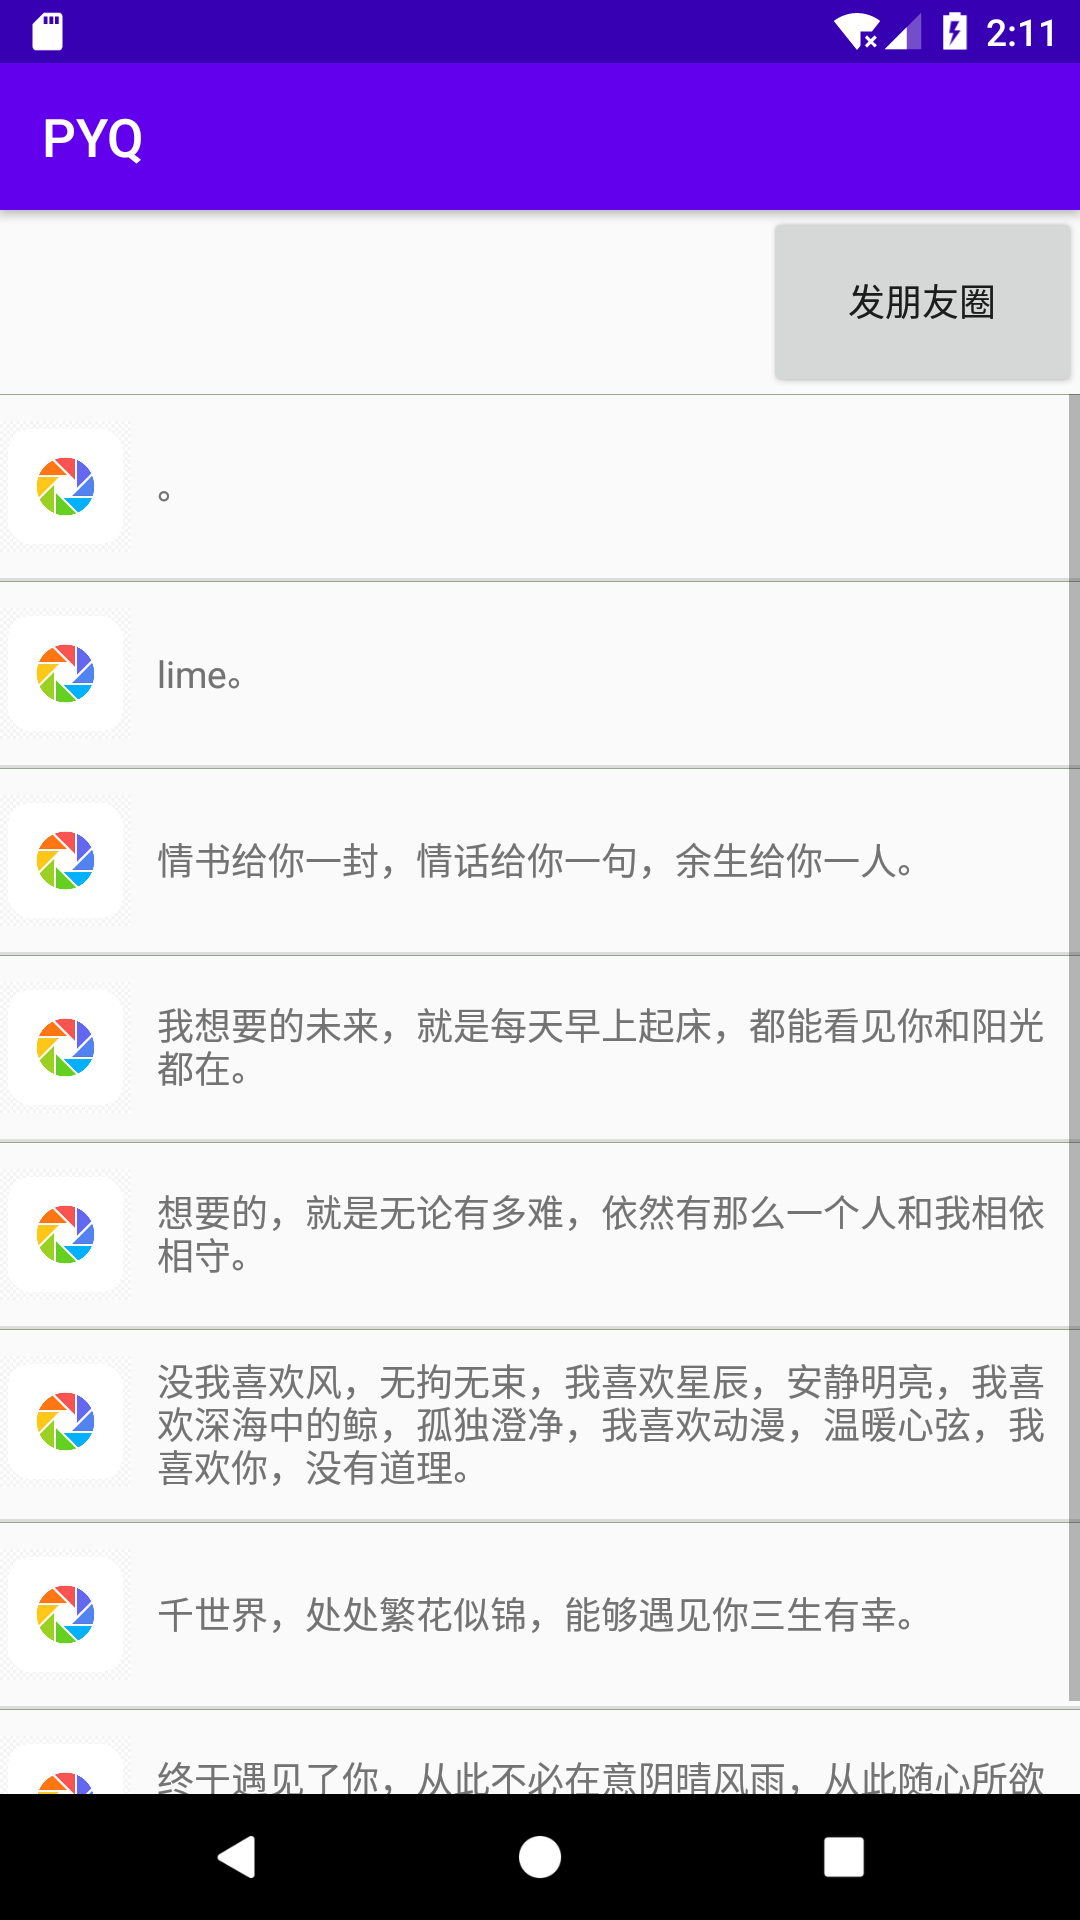 2:11
PYQ
发朋友圈
。
lime。
情书给你一封，情话给你一句，余生给你一人。
我想要的未来，就是每天早上起床，都能看见你和阳光
都在。
想要的，就是无论有多难，依然有那么一个人和我相依
相守。
没我喜欢风，无拘无束，我喜欢星辰，安静明亮，我喜
欢深海中的鲸，孤独澄净，我喜欢动漫，温暖心弦，我
喜欢你，没有道理。
千世界，处处繁花似锦，能够遇见你三生有幸。
终于遇见了你，从此不必在意阴晴风雨，从此随心所欲